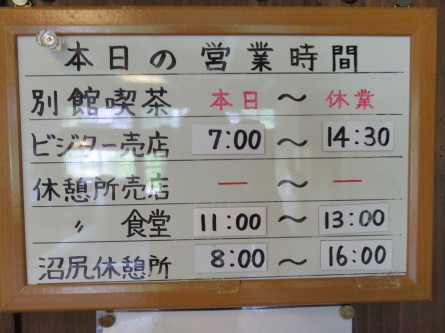 本日の営業時間
別館喫茶 本日 〜 休業
ビジター売店 7:00 〜 14:30
休憩所売店 — 〜 —
〃 食堂 11:00 〜 13:00
沼尻休憩所 8:00 〜 16:00